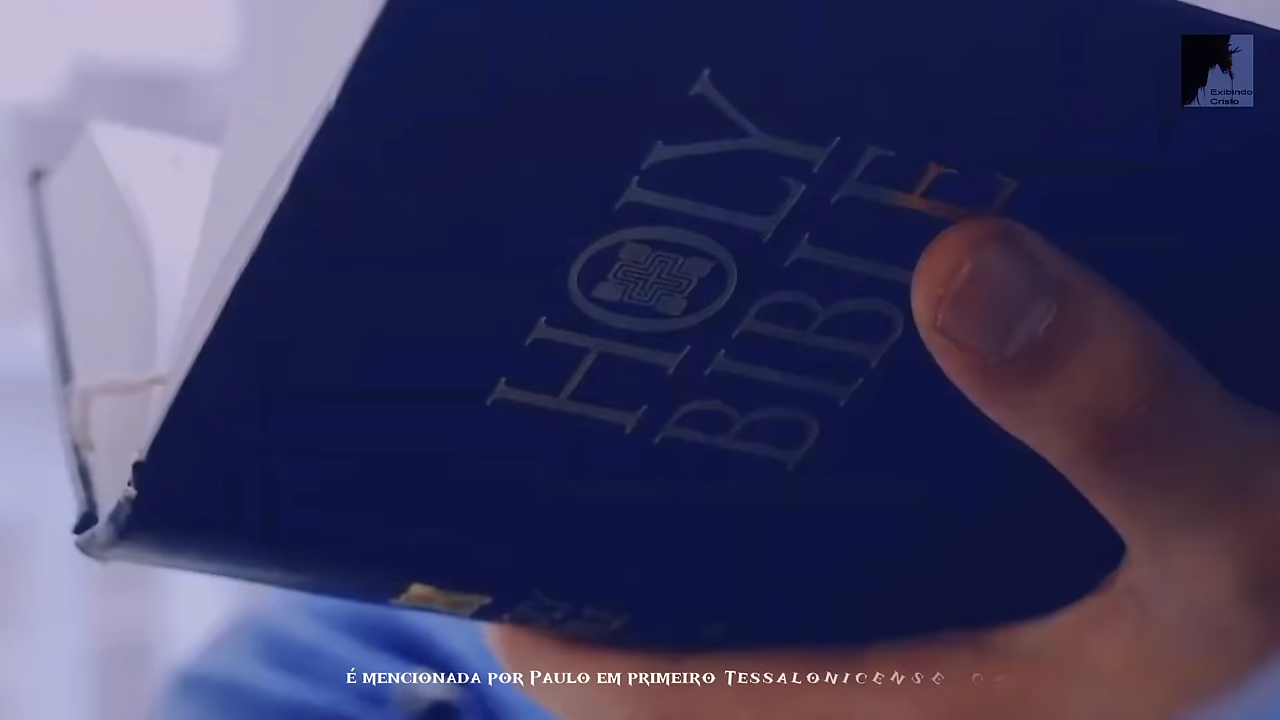 HOLY
BIBLE
Exibindo
Cristo
É MENCIONADA POR PAULO EM PRIMEIRO TESSALONICENSE